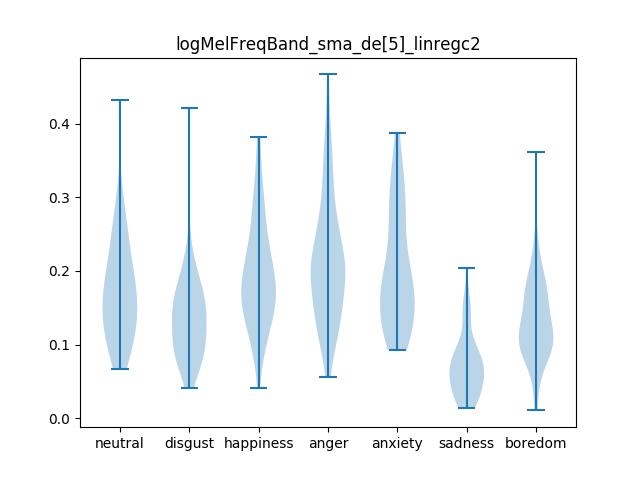 logMelFreqBand_sma_de[5]_linregc2
0.4
0.3
0.2
0.1
0.0
neutral disgust happiness anger anxiety sadness boredom